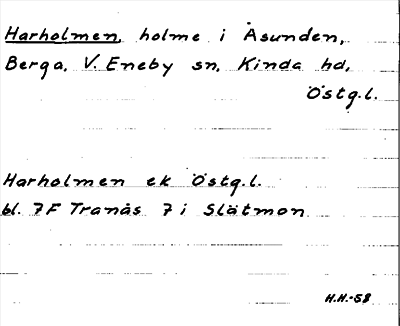 Harholmen, holme i Åsunden,
Berga, V. Eneby sn, Kinda hd,
Östg.l.
Harholmen ek Östg.l.
bl. 7F Tranås 7 i Slätmon
H.H.-58